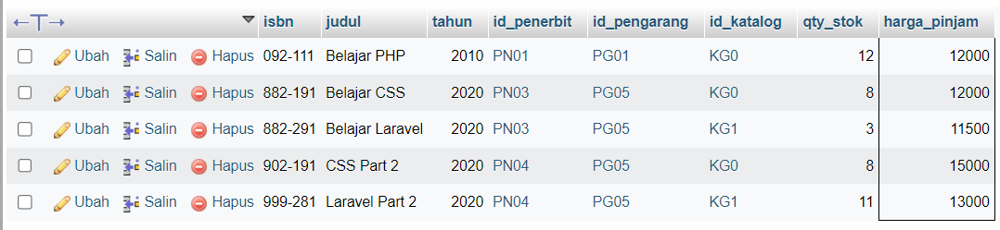 isbn judul tahun id_penerbit id_pengarang id_katalog qty_stok harga_pinjam
Ubah Salin Hapus 092-111 Belajar PHP 2010 PN01 PG01 KG0 12 12000
Ubah Salin Hapus 882-191 Belajar CSS 2020 PN03 PG05 KG0 8 12000
Ubah Salin Hapus 882-291 Belajar Laravel 2020 PN03 PG05 KG1 3 11500
Ubah Salin Hapus 902-191 CSS Part 2 2020 PN04 PG05 KG0 8 15000
Ubah Salin Hapus 999-281 Laravel Part 2 2020 PN04 PG05 KG1 11 13000